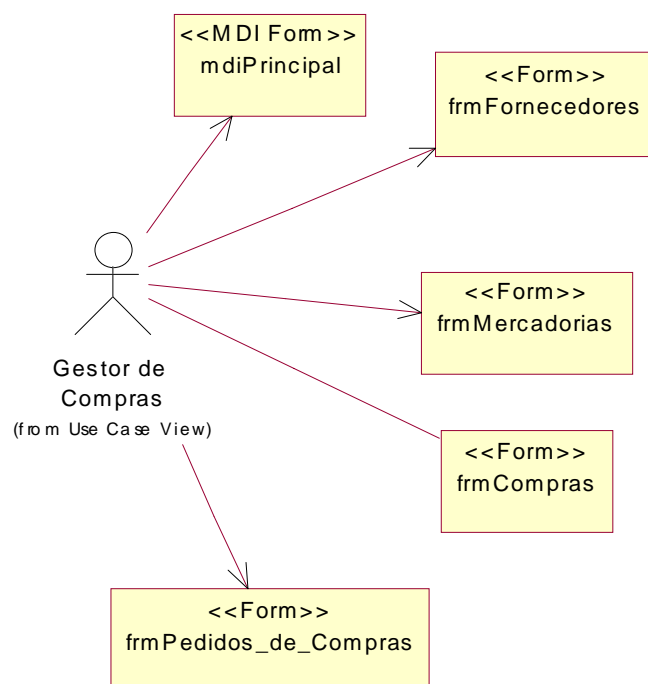 <<MDI Form>>
mdiPrincipal
<<Form>>
frmFornecedores
<<Form>>
frmMercadorias
Gestor de
Compras
(from Use Case View)
<<Form>>
frmCompras
<<Form>>
frmPedidos_de_Compras